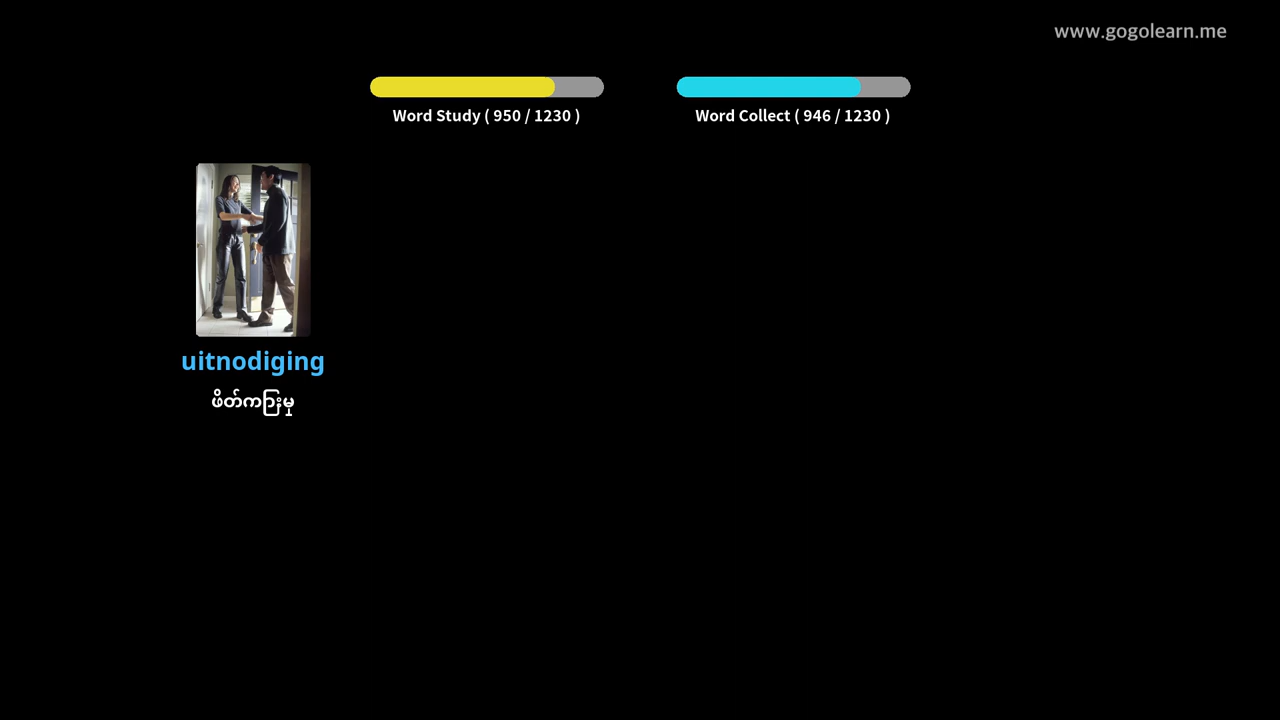 www.gogolearn.me
Word Study ( 950 / 1230 )
Word Collect ( 946 / 1230 )
uitnodiging
ဖိတ်ကြားမှု